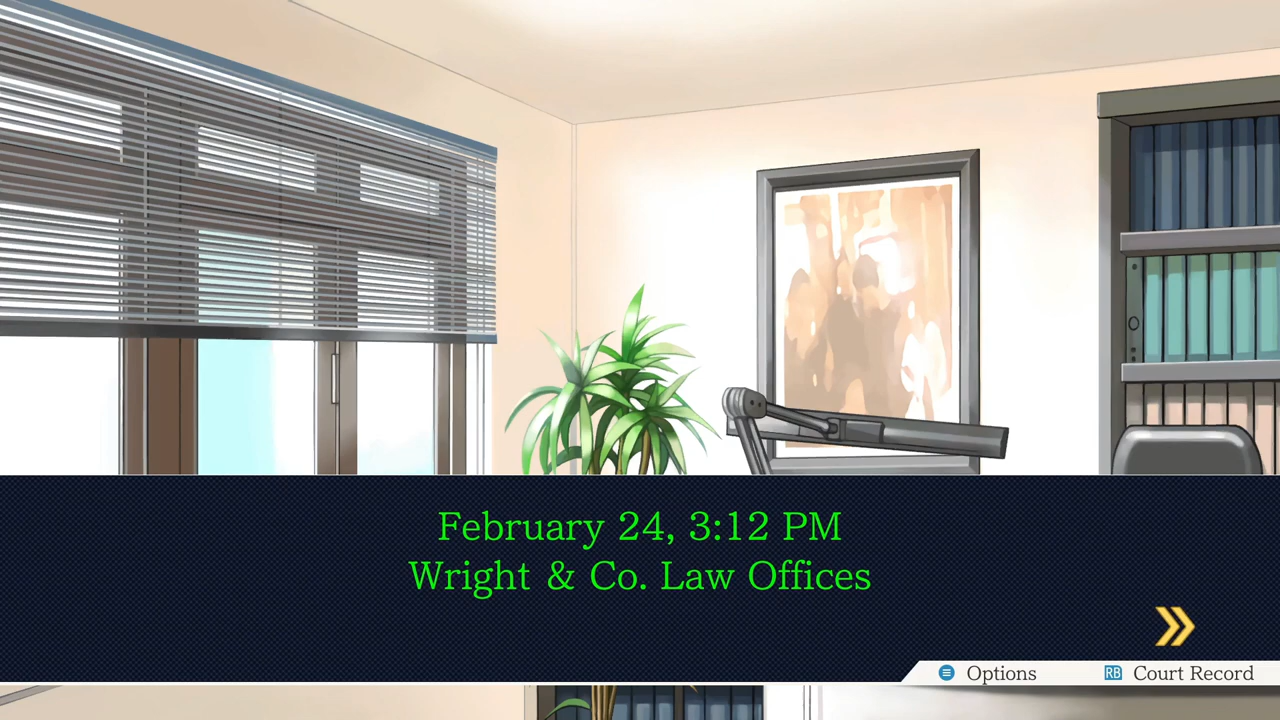 February 24, 3:12 PM
Wright & Co. Law Offices
Options
RB Court Record